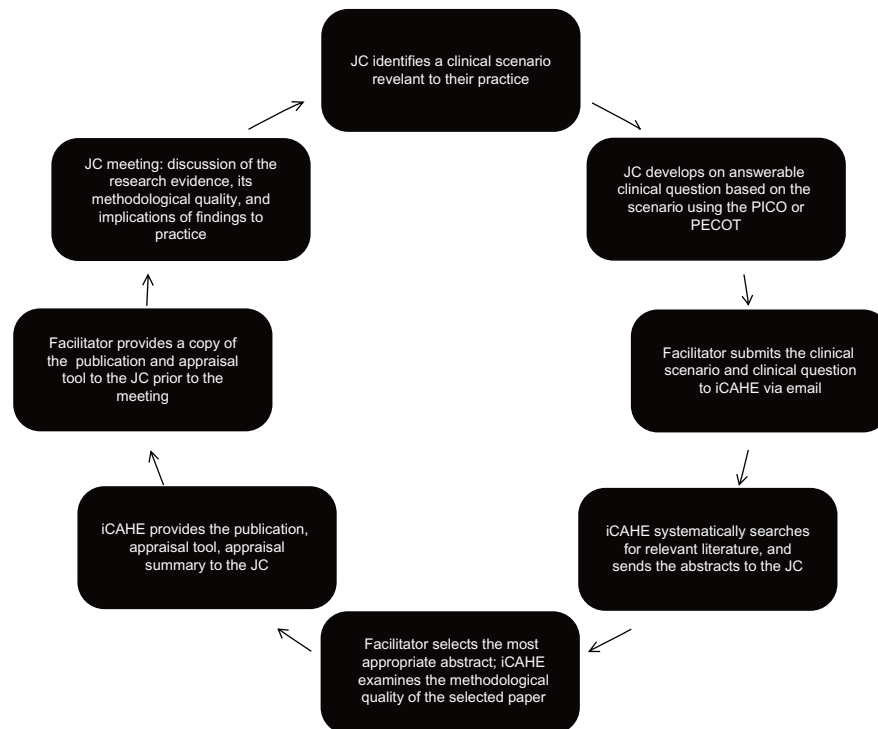 JC identifies a clinical scenario
revelant to their practice
JC develops on answerable
clinical question based on the
scenario using the PICO or
PECOT
Facilitator submits the clinical
scenario and clinical question
to iCAHE via email
iCAHE systematically searches
for relevant literature, and
sends the abstracts to the JC
Facilitator selects the most
appropriate abstract; iCAHE
examines the methodological
quality of the selected paper
iCAHE provides the publication,
appraisal tool, appraisal
summary to the JC
Facilitator provides a copy of
the publication and appraisal
tool to the JC prior to the
meeting
JC meeting: discussion of the
research evidence, its
methodological quality, and
implications of findings to
practice